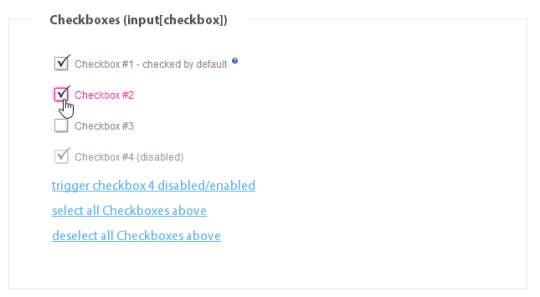 Checkboxes (input[checkbox])
Checkbox #1 - checked by default ?
Checkbox #2
Checkbox #3
Checkbox #4 (disabled)
trigger checkbox 4 disabled/enabled
select all Checkboxes above
deselect all Checkboxes above